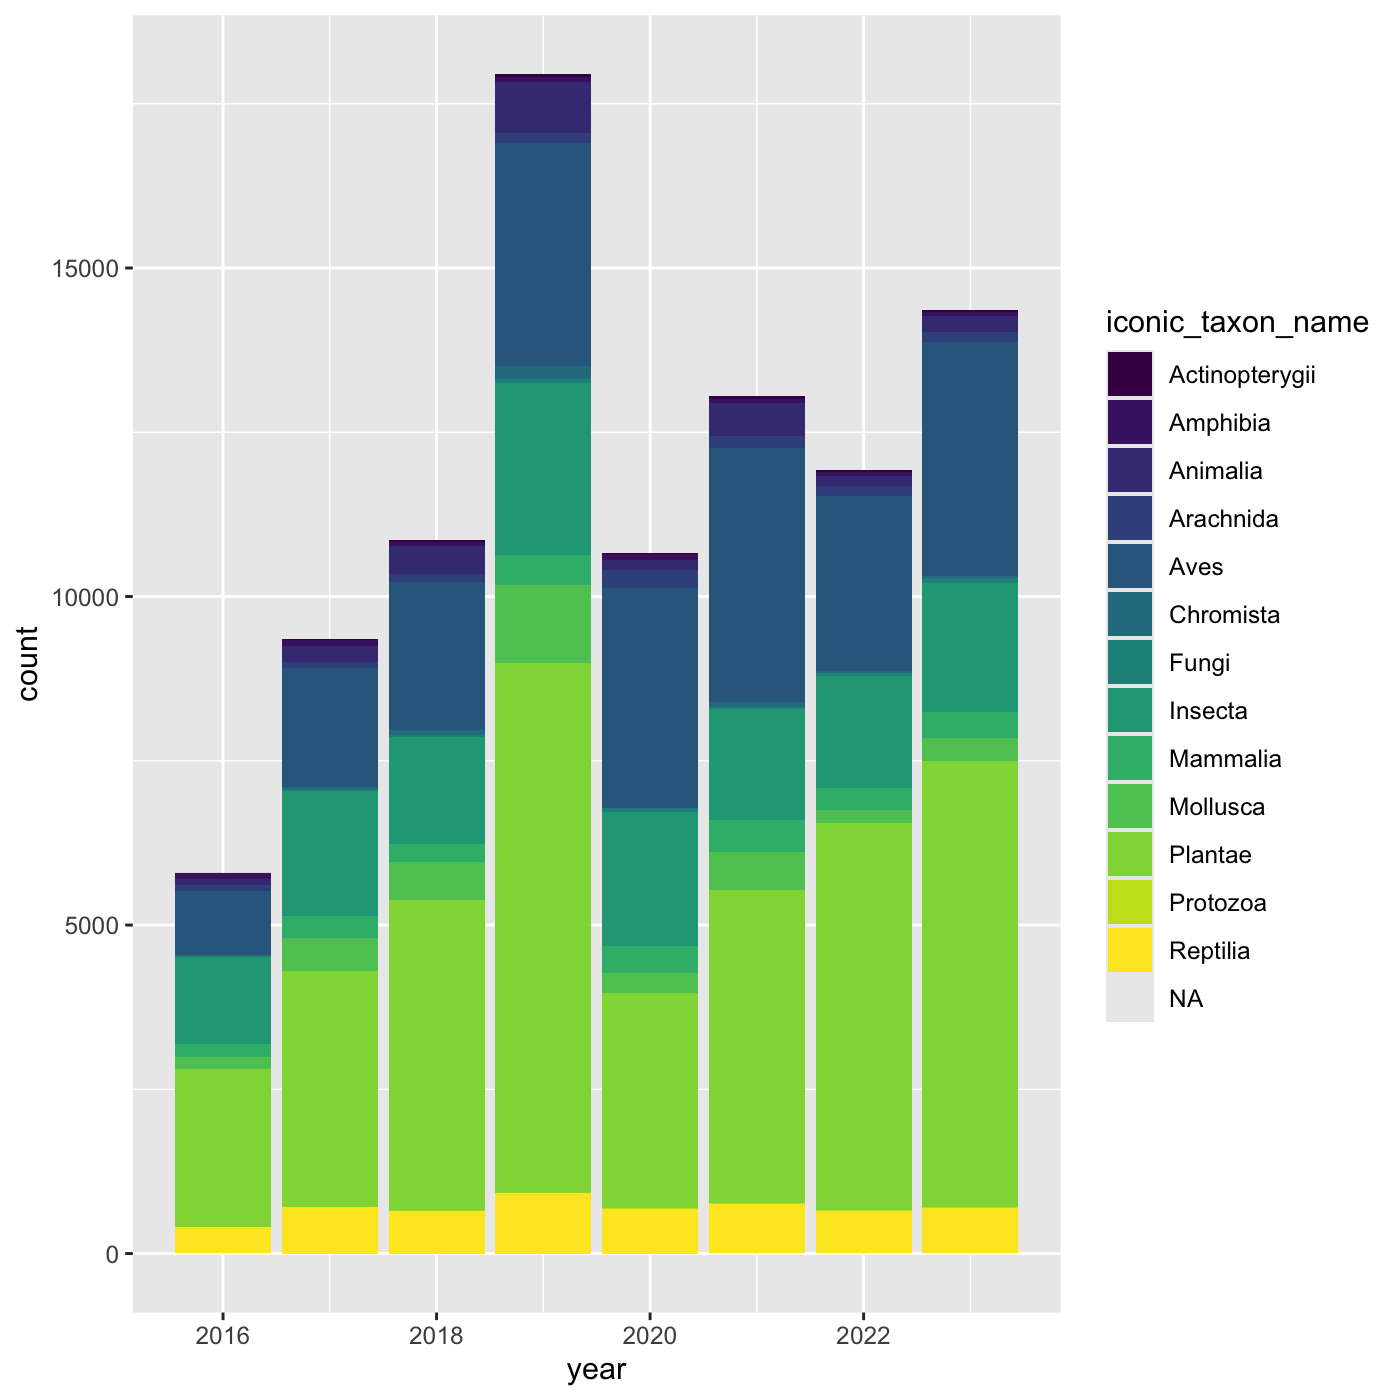 count
15000
10000
5000
0
2016
2018
2020
2022
year
iconic_taxon_name
Actinopterygii
Amphibia
Animalia
Arachnida
Aves
Chromista
Fungi
Insecta
Mammalia
Mollusca
Plantae
Protozoa
Reptilia
NA